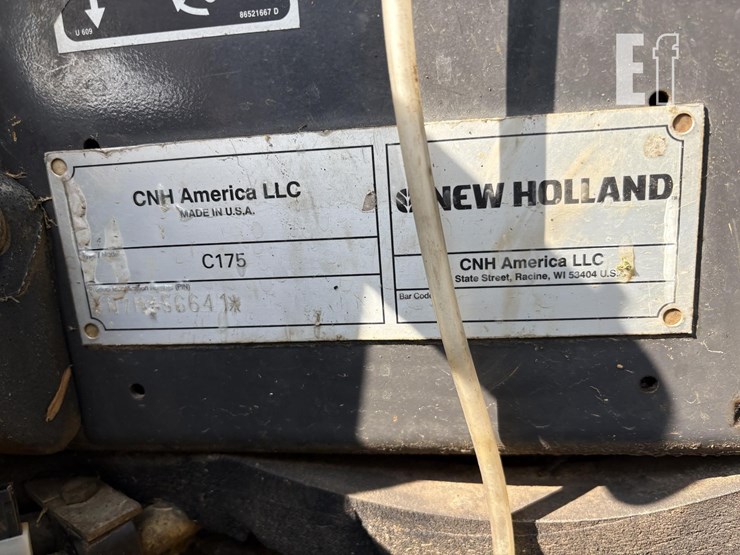 86521667 D
U 609
Ef
CNH America LLC
MADE IN U.S.A.
C175
NEW HOLLAND
CNH America LLC
State Street, Racine, WI 53404 U.S.
Bar Code